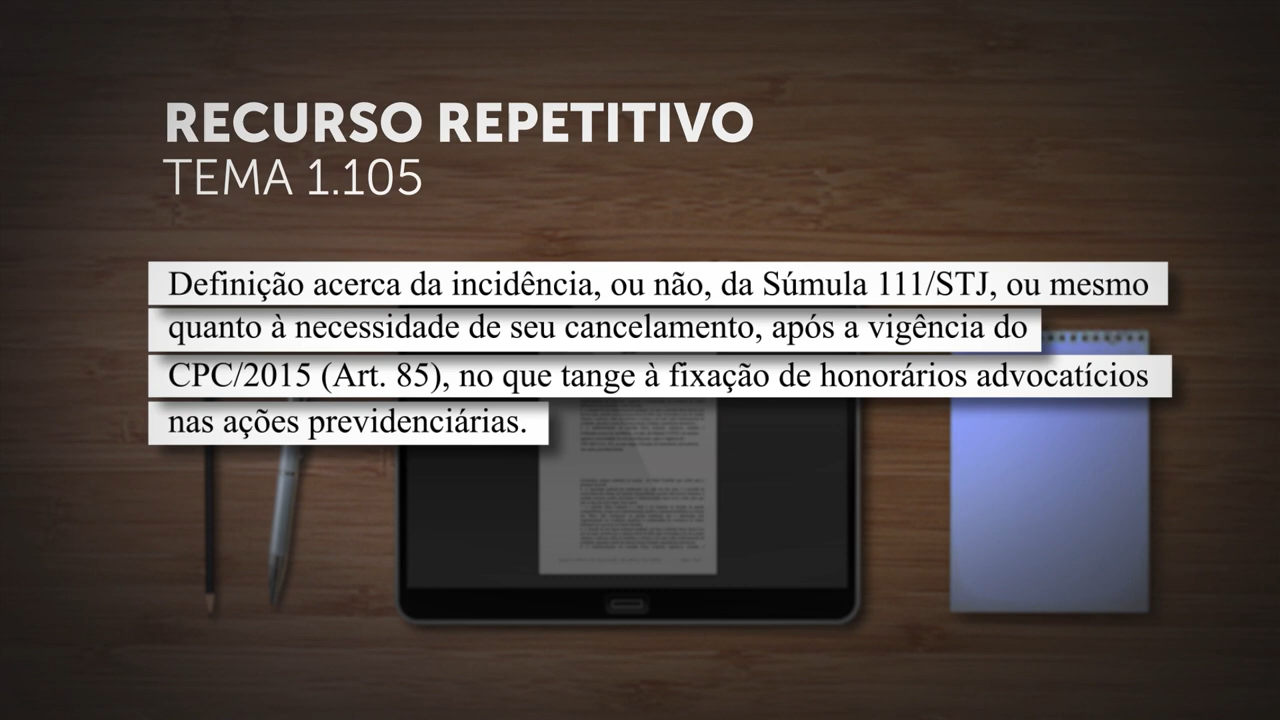 RECURSO REPETITIVO
TEMA 1.105
Definição acerca da incidência, ou não, da Súmula 111/STJ, ou mesmo
quanto à necessidade de seu cancelamento, após a vigência do
CPC/2015 (Art. 85), no que tange à fixação de honorários advocatícios
nas ações previdenciárias.